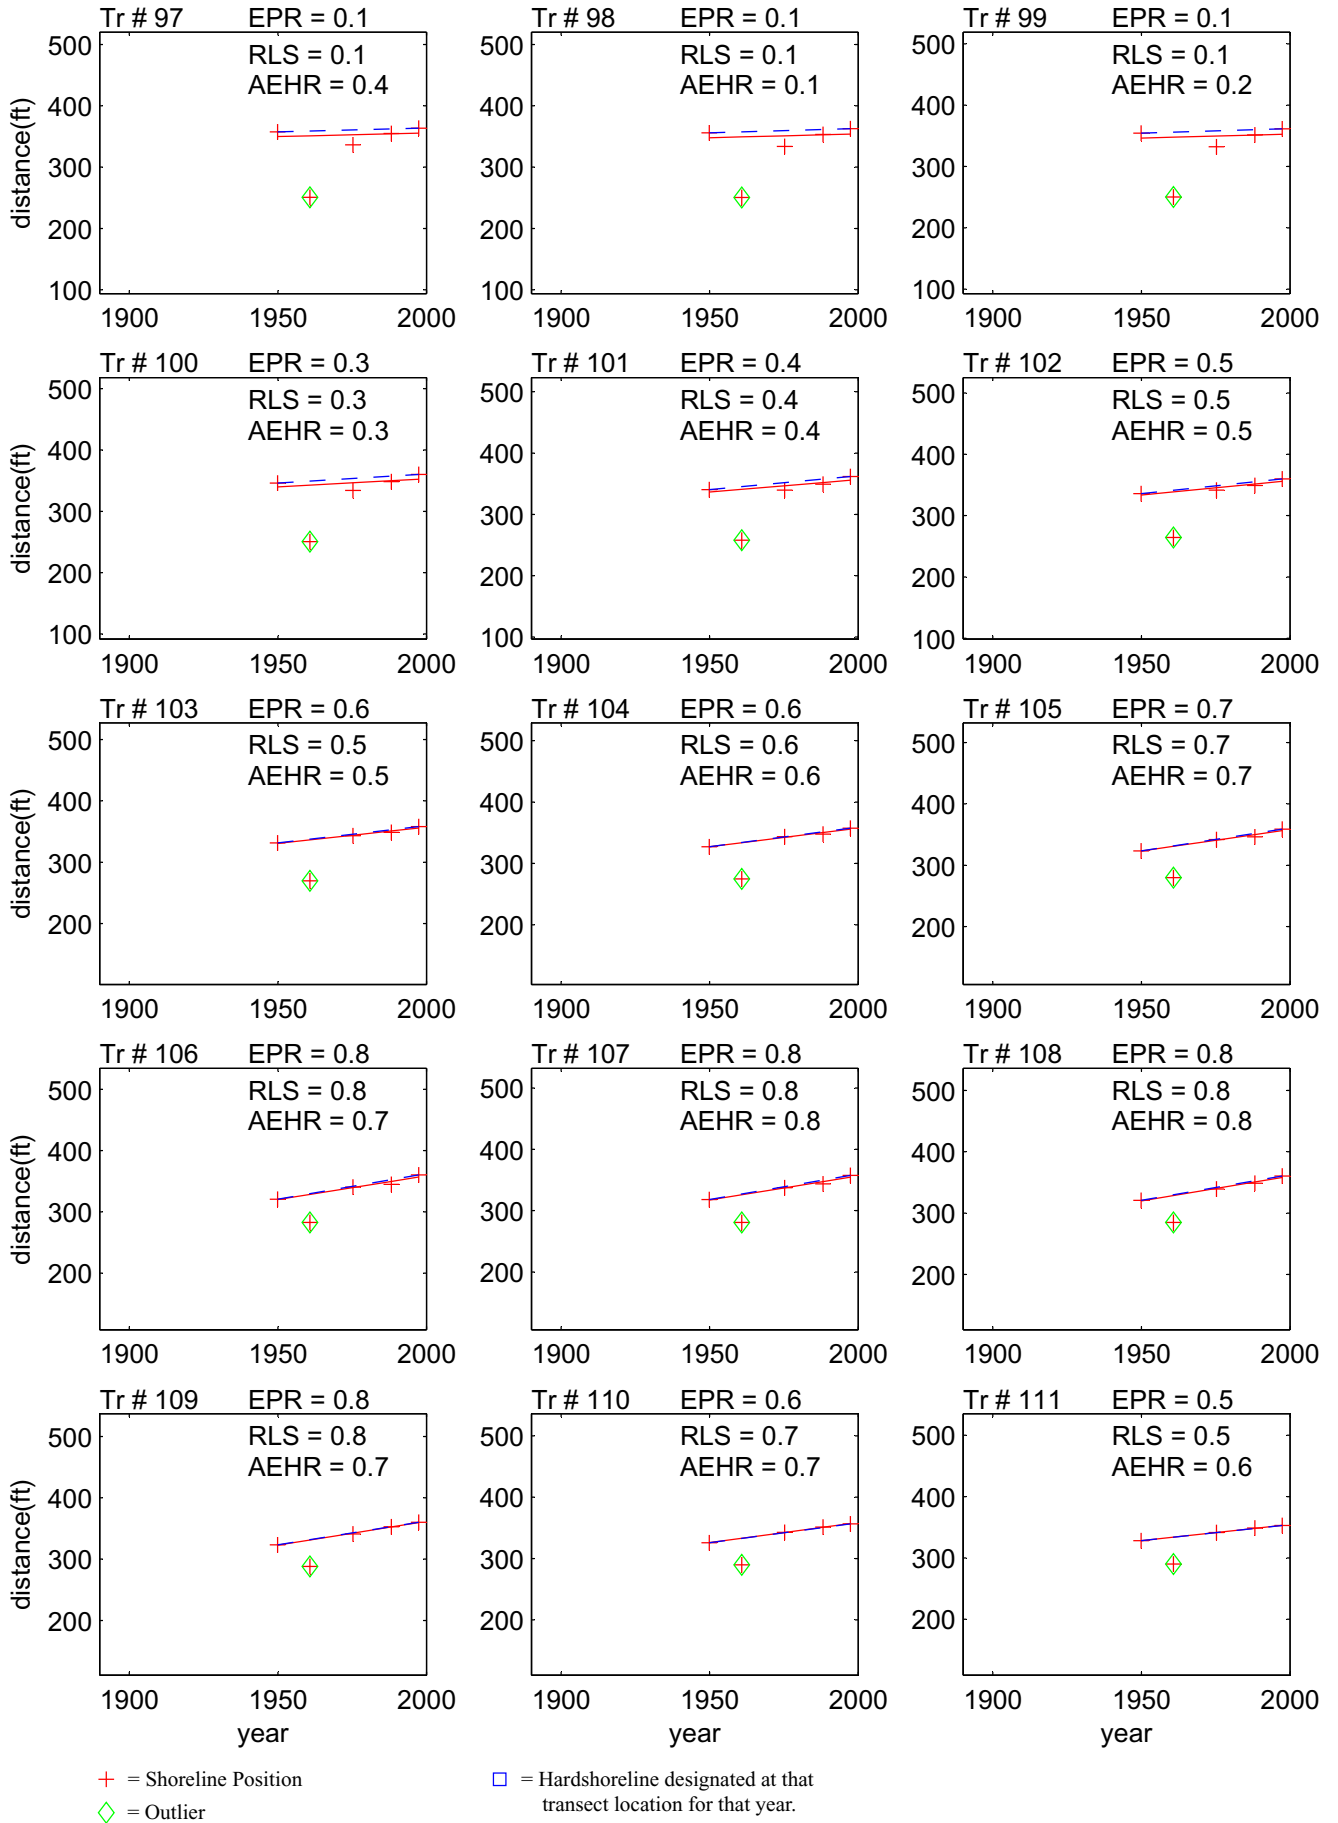 Tr # 97 EPR = 0.1 Tr # 98 EPR = 0.1 Tr # 99 EPR = 0.1
RLS = 0.1 RLS = 0.1 RLS = 0.1
AEHR = 0.4 AEHR = 0.1 AEHR = 0.2
distance(ft)
500 500 500
400 400 400
300 300 300
200 200 200
100 100 100
1900 1950 2000 1900 1950 2000 1900 1950 2000
Tr # 100 EPR = 0.3 Tr # 101 EPR = 0.4 Tr # 102 EPR = 0.5
RLS = 0.3 RLS = 0.4 RLS = 0.5
AEHR = 0.3 AEHR = 0.4 AEHR = 0.5
distance(ft)
500 500 500
400 400 400
300 300 300
200 200 200
100 100 100
1900 1950 2000 1900 1950 2000 1900 1950 2000
Tr # 103 EPR = 0.6 Tr # 104 EPR = 0.6 Tr # 105 EPR = 0.7
RLS = 0.5 RLS = 0.6 RLS = 0.7
AEHR = 0.5 AEHR = 0.6 AEHR = 0.7
distance(ft)
500 500 500
400 400 400
300 300 300
200 200 200
1900 1950 2000 1900 1950 2000 1900 1950 2000
Tr # 106 EPR = 0.8 Tr # 107 EPR = 0.8 Tr # 108 EPR = 0.8
RLS = 0.8 RLS = 0.8 RLS = 0.8
AEHR = 0.7 AEHR = 0.8 AEHR = 0.8
distance(ft)
500 500 500
400 400 400
300 300 300
200 200 200
1900 1950 2000 1900 1950 2000 1900 1950 2000
Tr # 109 EPR = 0.8 Tr # 110 EPR = 0.6 Tr # 111 EPR = 0.5
RLS = 0.8 RLS = 0.7 RLS = 0.5
AEHR = 0.7 AEHR = 0.7 AEHR = 0.6
distance(ft)
500 500 500
400 400 400
300 300 300
200 200 200
1900 1950 2000 1900 1950 2000 1900 1950 2000
year year year
= Shoreline Position
= Outlier
= Hardshoreline designated at that
transect location for that year.